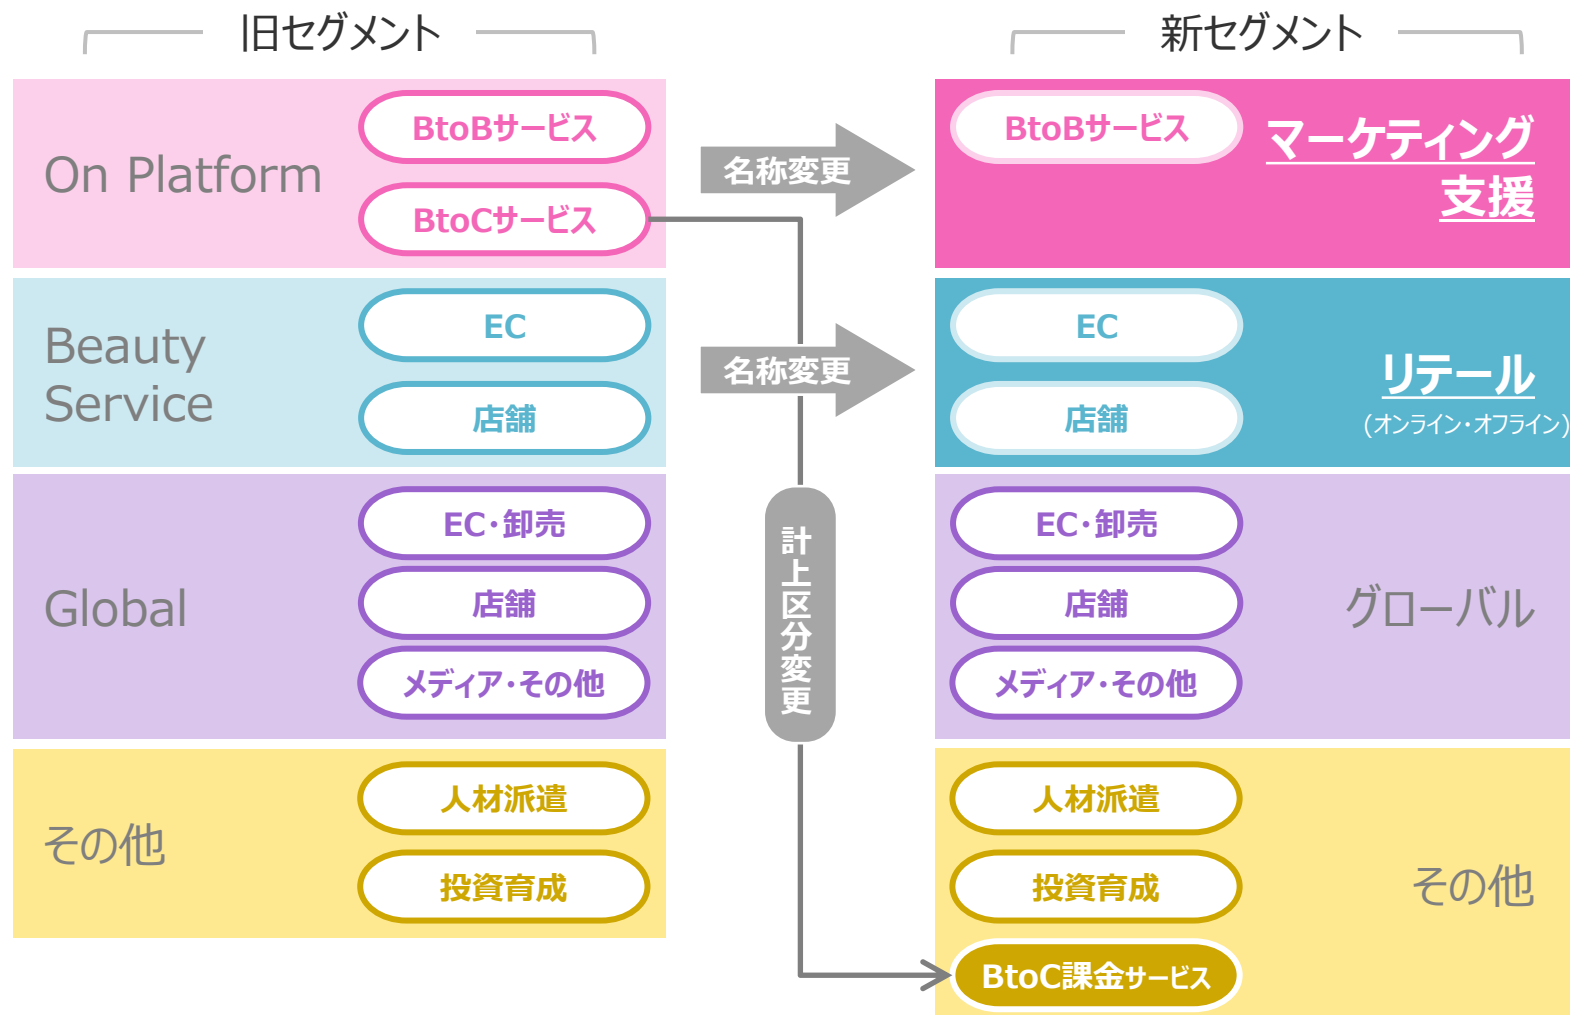 旧セグメント
新セグメント
On Platform
BtoBサービス
BtoCサービス
名称変更
BtoBサービス
マーケティング
支援
Beauty
Service
EC
店舗
名称変更
EC
店舗
リテール
(オンライン・オフライン)
Global
EC・卸売
店舗
メディア・その他
計上区分変更
EC・卸売
店舗
メディア・その他
グローバル
その他
人材派遣
投資育成
人材派遣
投資育成
BtoC課金サービス
その他